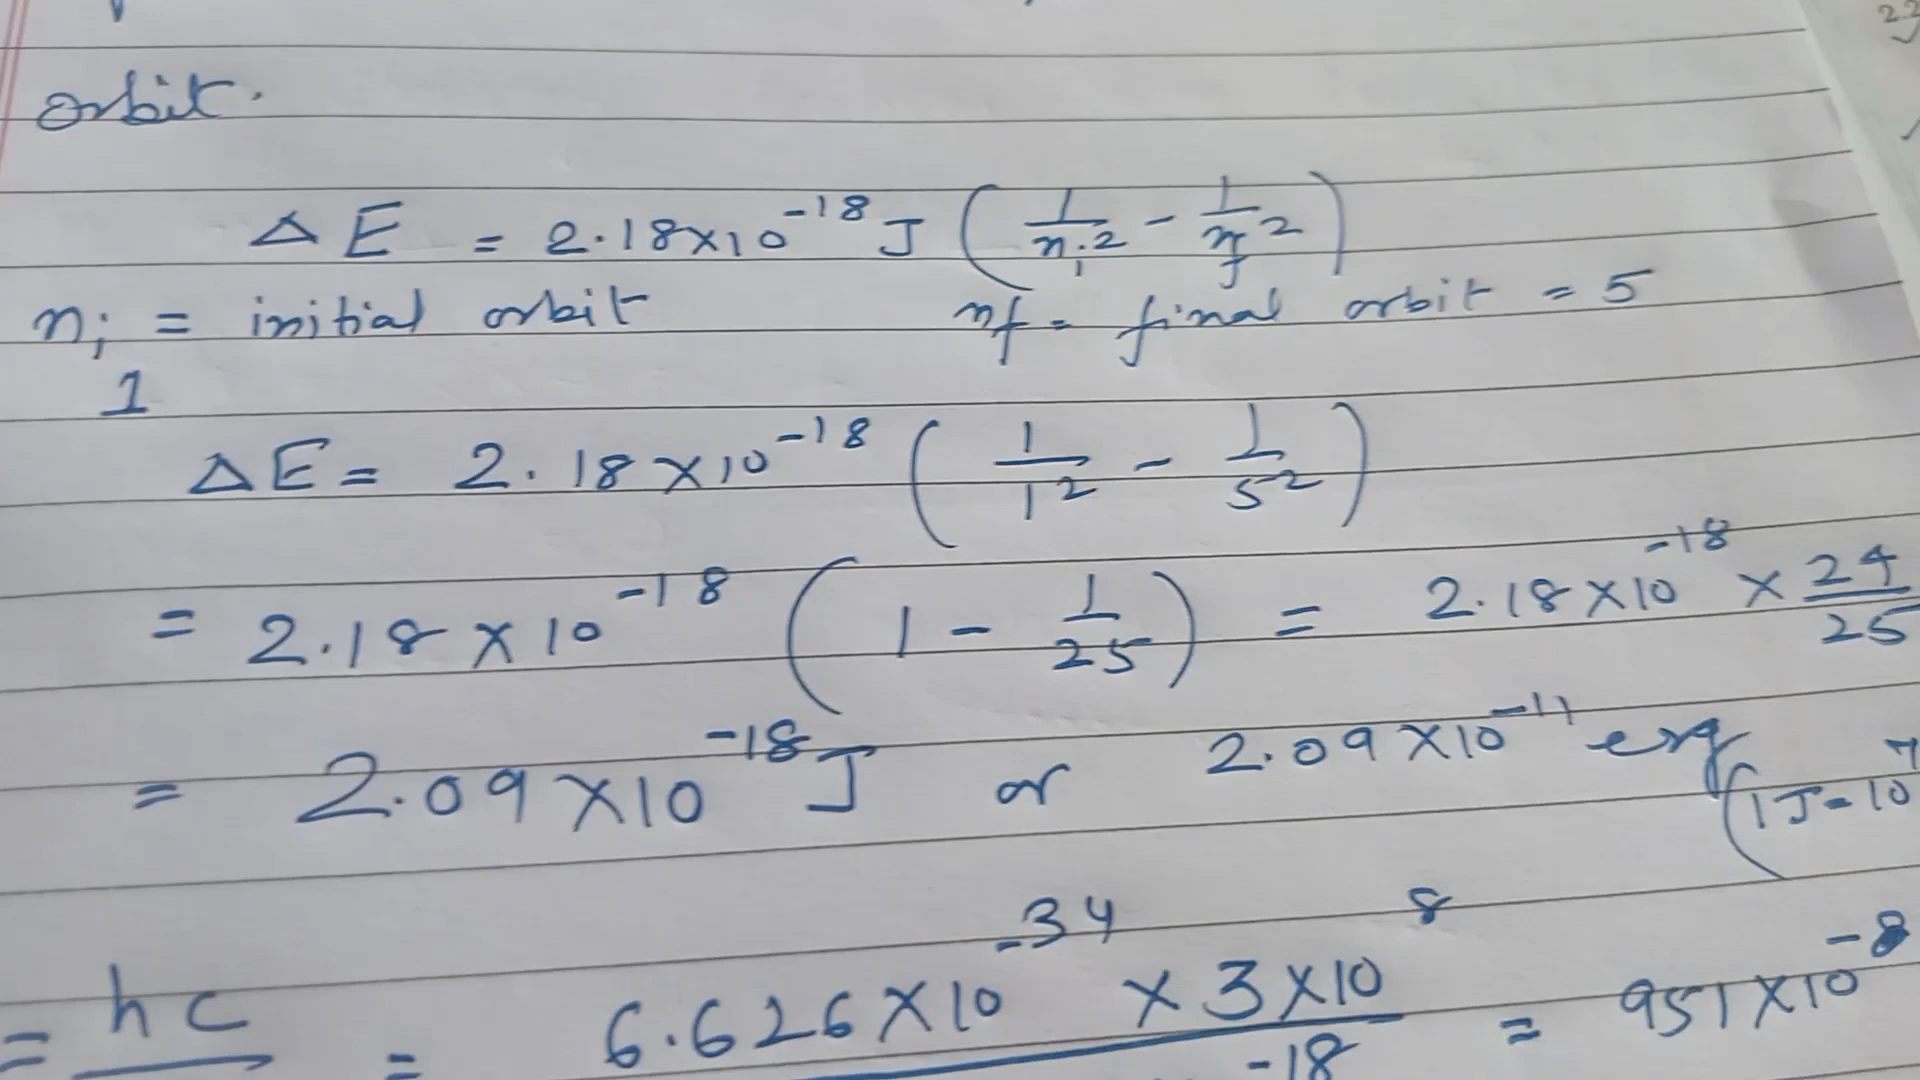 orbit.
ΔE = 2.18×10⁻¹⁸ J (1/nᵢ² - 1/n_f²)
nᵢ = initial orbit n_f = final orbit = 5
1
ΔE = 2.18×10⁻¹⁸ (1/1² - 1/5²)
= 2.18×10⁻¹⁸ (1 - 1/25) = 2.18×10⁻¹⁸ × 24/25
= 2.09×10⁻¹⁸ J or 2.09×10⁻¹¹ erg
(1J=10⁷
= hc = 6.626×10⁻³⁴ × 3×10⁸ = 951×10⁻⁸
-18